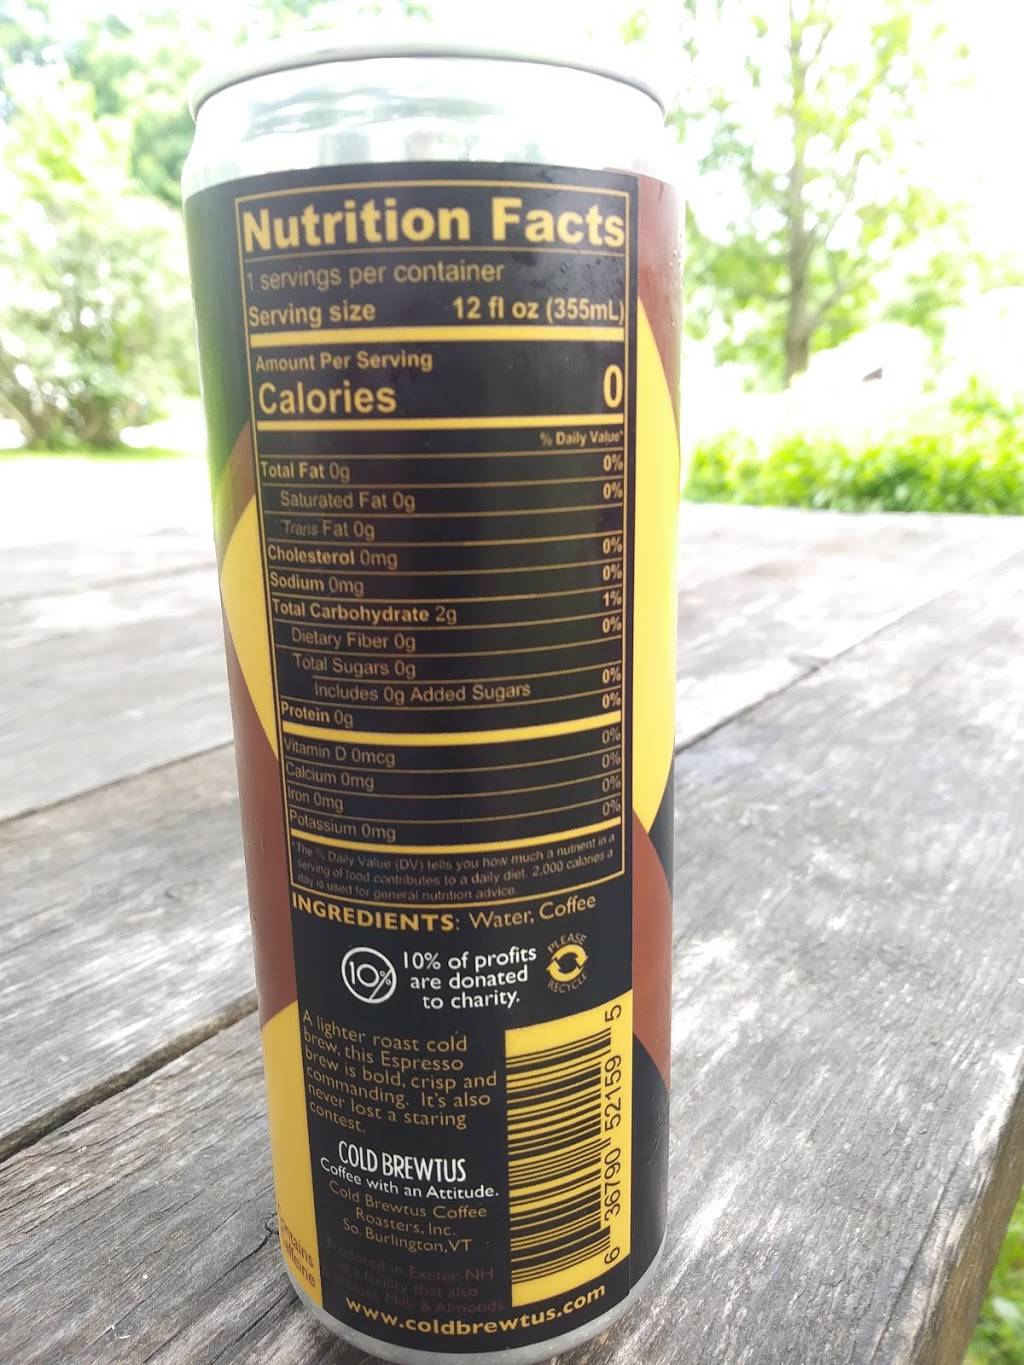 Nutrition Facts
1 servings per container
Serving size 12 fl oz (355mL)
Amount Per Serving
Calories 0
% Daily Value*
Total Fat 0g 0%
Saturated Fat 0g 0%
Trans Fat 0g
Cholesterol 0mg 0%
Sodium 0mg 0%
Total Carbohydrate 2g 1%
Dietary Fiber 0g 0%
Total Sugars 0g
Includes 0g Added Sugars 0%
Protein 0g 0%
Vitamin D 0mcg 0%
Calcium 0mg 0%
Iron 0mg 0%
Potassium 0mg 0%
*The % Daily Value (DV) tells you how much a nutrient in a
serving of food contributes to a daily diet. 2,000 calories a
day is used for general nutrition advice.
INGREDIENTS: Water, Coffee
10%
10% of profits
are donated
to charity.
PLEASE
RECYCLE
A lighter roast cold
brew, this Espresso
brew is bold, crisp and
commanding. It's also
never lost a staring
contest.
COLD BREWTUS
Coffee with an Attitude.
Cold Brewtus Coffee
Roasters, Inc.
So. Burlington, VT
Produced in Exeter, NH
in a facility that also
Milk & Almonds.
www.coldbrewtus.com
6 36790 52159 5
Contains
Caffeine